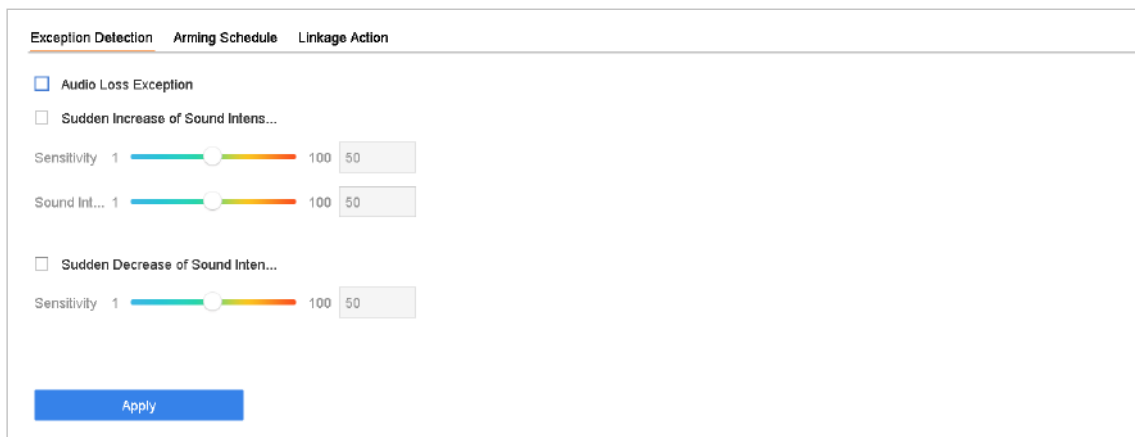 Exception Detection Arming Schedule Linkage Action
Audio Loss Exception
Sudden Increase of Sound Intens...
Sensitivity 1 100 50
Sound Int... 1 100 50
Sudden Decrease of Sound Inten...
Sensitivity 1 100 50
Apply